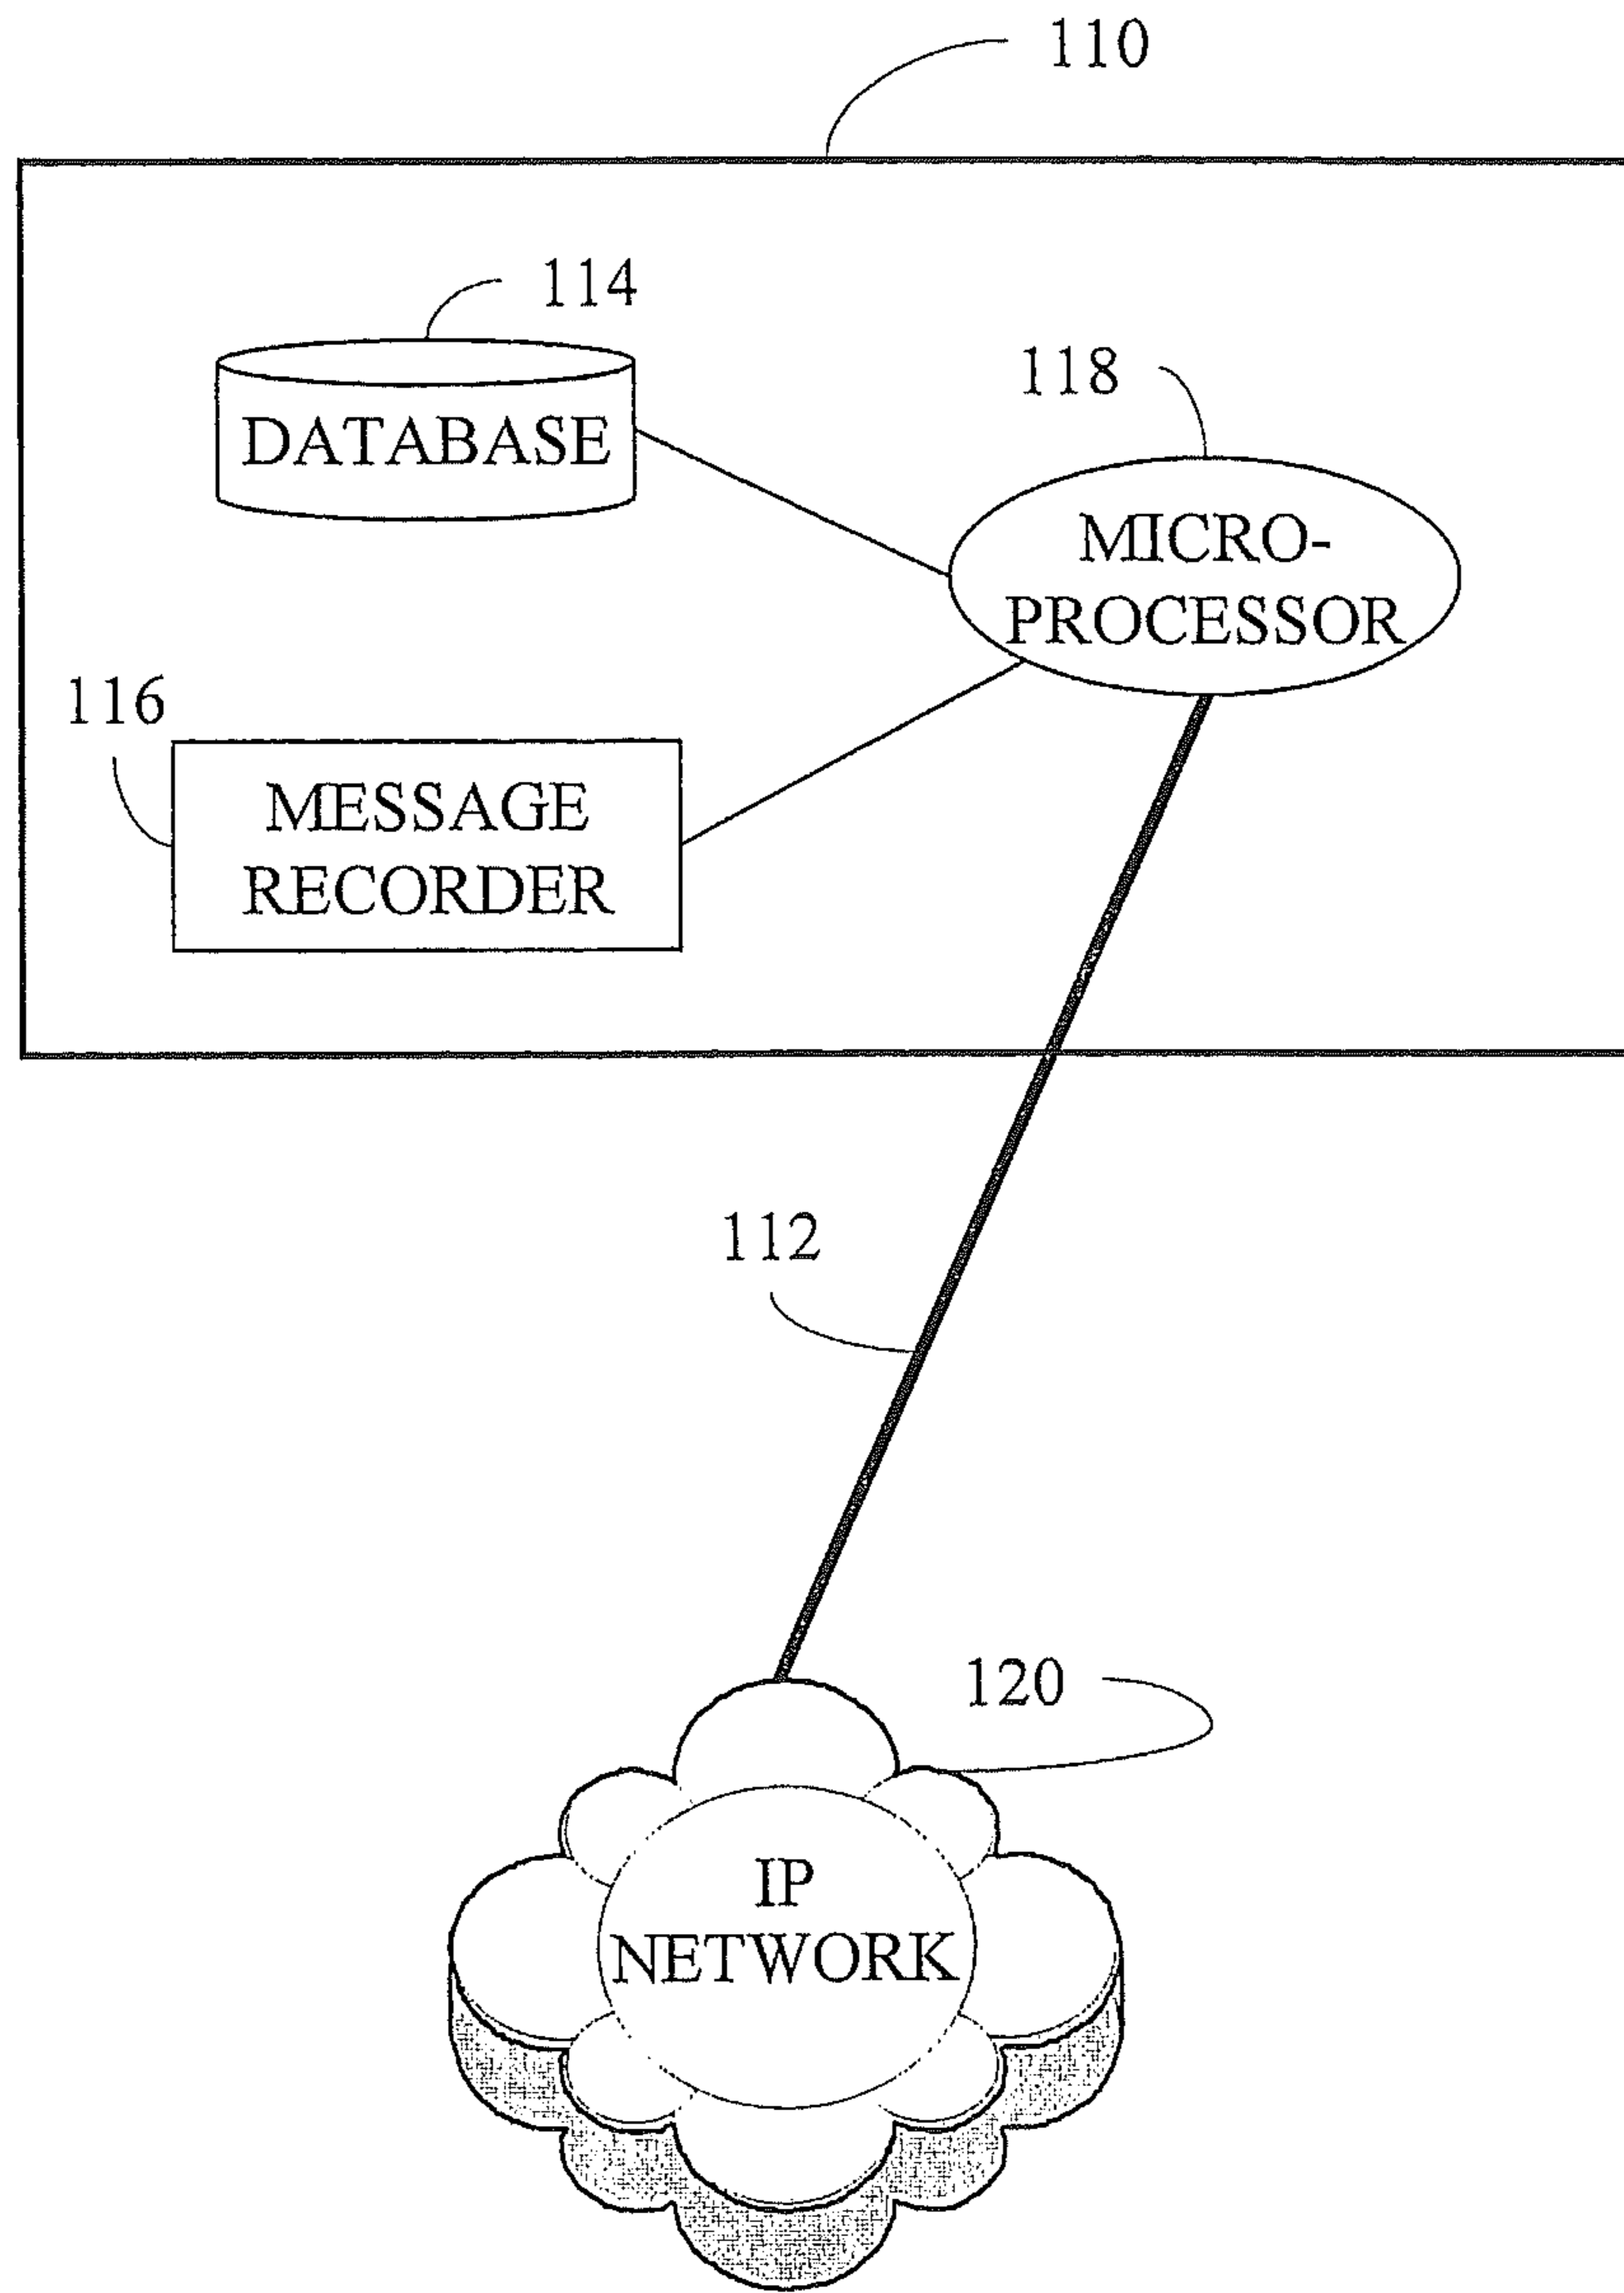 110
114
DATABASE
118
MICRO-
PROCESSOR
116
MESSAGE
RECORDER
112
120
IP
NETWORK